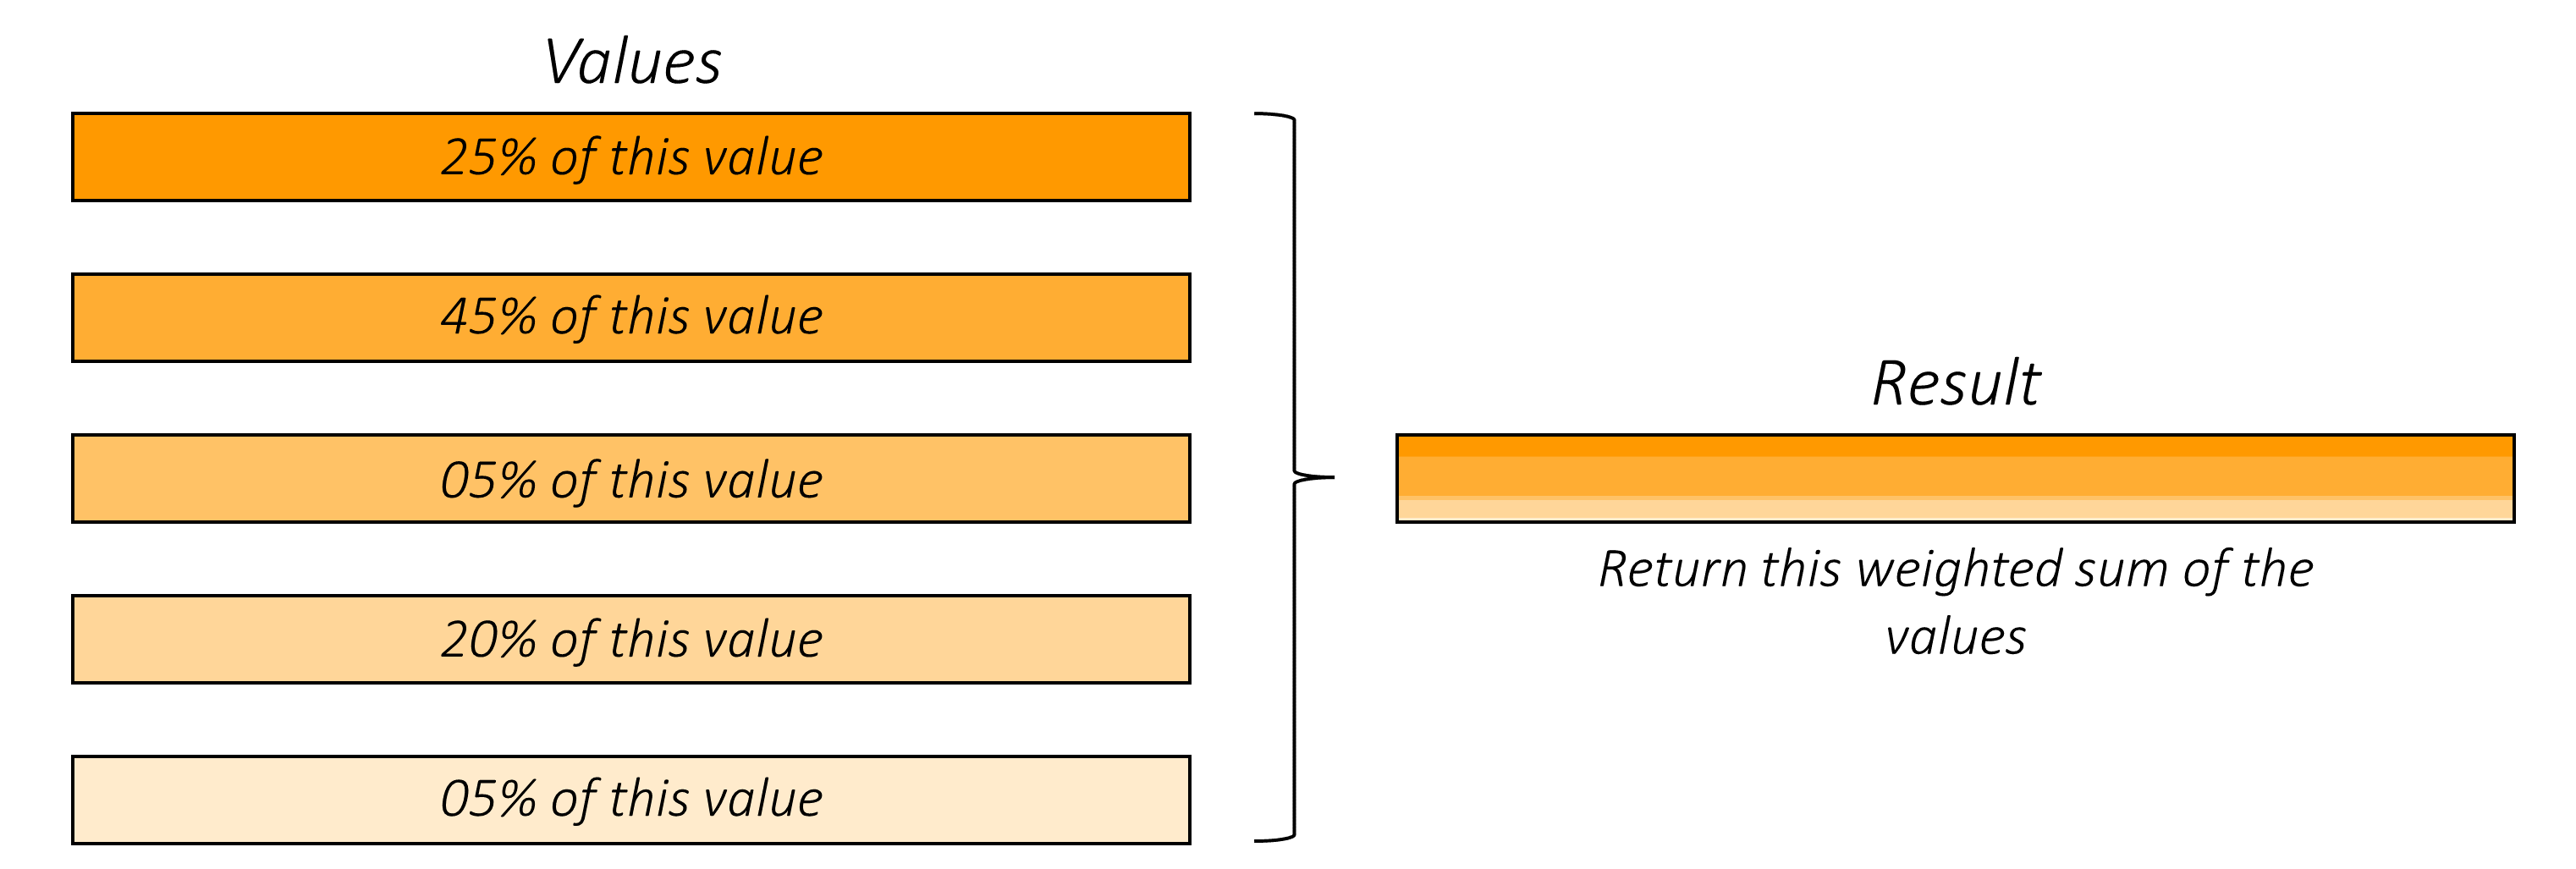 Values
25% of this value
45% of this value
05% of this value
20% of this value
05% of this value
Result
Return this weighted sum of the
values